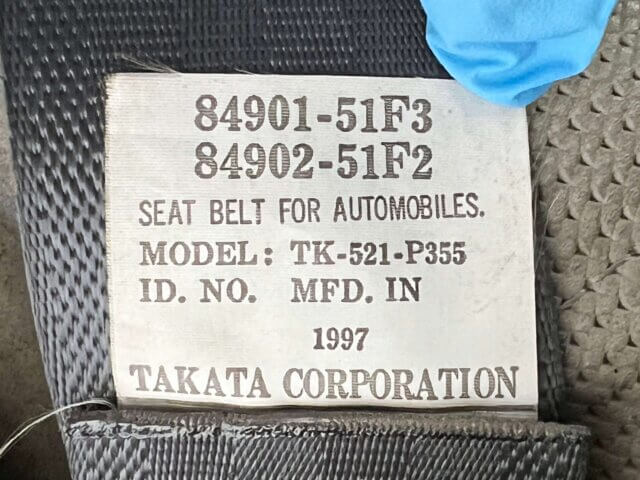 84901-51F3
84902-51F2
SEAT BELT FOR AUTOMOBILES.
MODEL: TK-521-P355
ID. NO. MFD. IN
1997
TAKATA CORPORATION